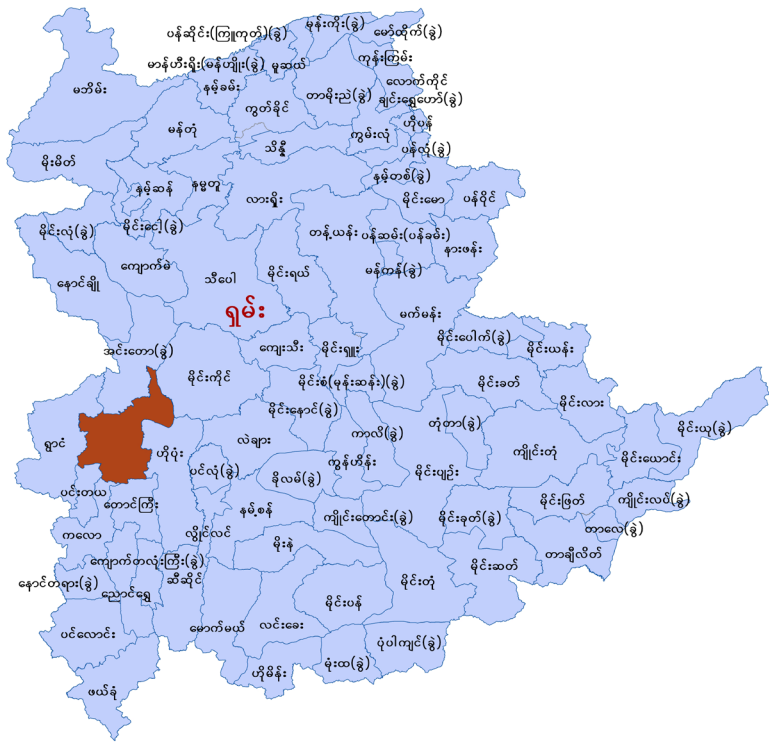 မုန်းကိုး(ခွဲ)
ပန်ဆိုင်း(ကြူကုတ်)(ခွဲ)
မော်ထိုက်(ခွဲ)
မာန်ဟီးရိုး(မန်ဟျိုး)(ခွဲ)
မူဆယ်
ကုန်းကြမ်း
မဘိမ်း
နမ့်ခမ်း
လောက်ကိုင်
တာမိုးညဲ(ခွဲ)
ချင်းရွှေဟော်(ခွဲ)
ကွတ်ခိုင်
ဟိုပန်
မန်တုံ
ကွမ်းလုံ
သိန္နီ
ပန်လုံ(ခွဲ)
မိုးမိတ်
နမ့်တစ်(ခွဲ)
နမ့်ဆန်
နမ္မတူ
လားရှိုး
မိုင်းမော
ပန်ဝိုင်
မိုင်းလုံ(ခွဲ)
မိုင်းငေါ့(ခွဲ)
တန့်ယန်း
ပန်ဆမ်း(ပန်ခမ်း)
နားဖန်း
ကျောက်မဲ
နောင်ချို
သီပေါ
မိုင်းရယ်
မန်ကန်(ခွဲ)
ရှမ်း
မက်မန်း
အင်းတော(ခွဲ)
ကျေးသီး
မိုင်းရှူး
မိုင်းပေါက်(ခွဲ)
မိုင်းယန်း
မိုင်းကိုင်
မိုင်းစံ(မုန်းဆန်း)(ခွဲ)
မိုင်းခတ်
မိုင်းနောင်(ခွဲ)
မိုင်းလား
ရွာငံ
လဲချား
ကာလိ(ခွဲ)
တုံတာ(ခွဲ)
မိုင်းယု(ခွဲ)
ဟိုပုံး
ပင်လုံ(ခွဲ)
ကွန်ဟိန်း
မိုင်းပျဉ်း
ကျိုင်းတုံ
မိုင်းယောင်း
ပင်းတယ
တောင်ကြီး
ခိုလမ်(ခွဲ)
နမ့်စန်
ကျိုင်းတောင်း(ခွဲ)
မိုင်းခုတ်(ခွဲ)
မိုင်းဖြတ်
ကျိုင်းလပ်(ခွဲ)
ကလော
လွိုင်လင်
မိုးနဲ
တာလေ(ခွဲ)
ကျောက်တလုံးကြီး(ခွဲ)
မိုင်းဆတ်
တာချီလိတ်
နောင်တရား(ခွဲ)
ညောင်ရွှေ
ဆီဆိုင်
မိုင်းတုံ
ပင်လောင်း
မောက်မယ်
လင်းခေး
မိုင်းပန်
ပုံပါကျင်(ခွဲ)
ဖယ်ခုံ
ဟိုမိန်း
မုံးထ(ခွဲ)